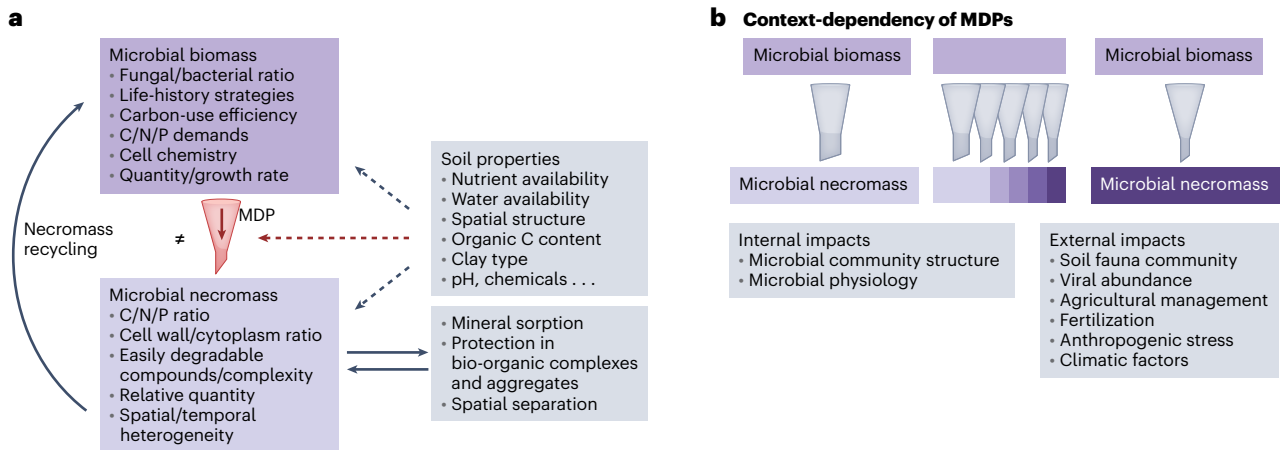 a
Microbial biomass
• Fungal/bacterial ratio
• Life-history strategies
• Carbon-use efficiency
• C/N/P demands
• Cell chemistry
• Quantity/growth rate
Necromass
recycling
≠
MDP
Microbial necromass
• C/N/P ratio
• Cell wall/cytoplasm ratio
• Easily degradable
compounds/complexity
• Relative quantity
• Spatial/temporal
heterogeneity
Soil properties
• Nutrient availability
• Water availability
• Spatial structure
• Organic C content
• Clay type
• pH, chemicals . . .
• Mineral sorption
• Protection in
bio-organic complexes
and aggregates
• Spatial separation
b Context-dependency of MDPs
Microbial biomass
Microbial biomass
Microbial necromass
Microbial necromass
Internal impacts
• Microbial community structure
• Microbial physiology
External impacts
• Soil fauna community
• Viral abundance
• Agricultural management
• Fertilization
• Anthropogenic stress
• Climatic factors